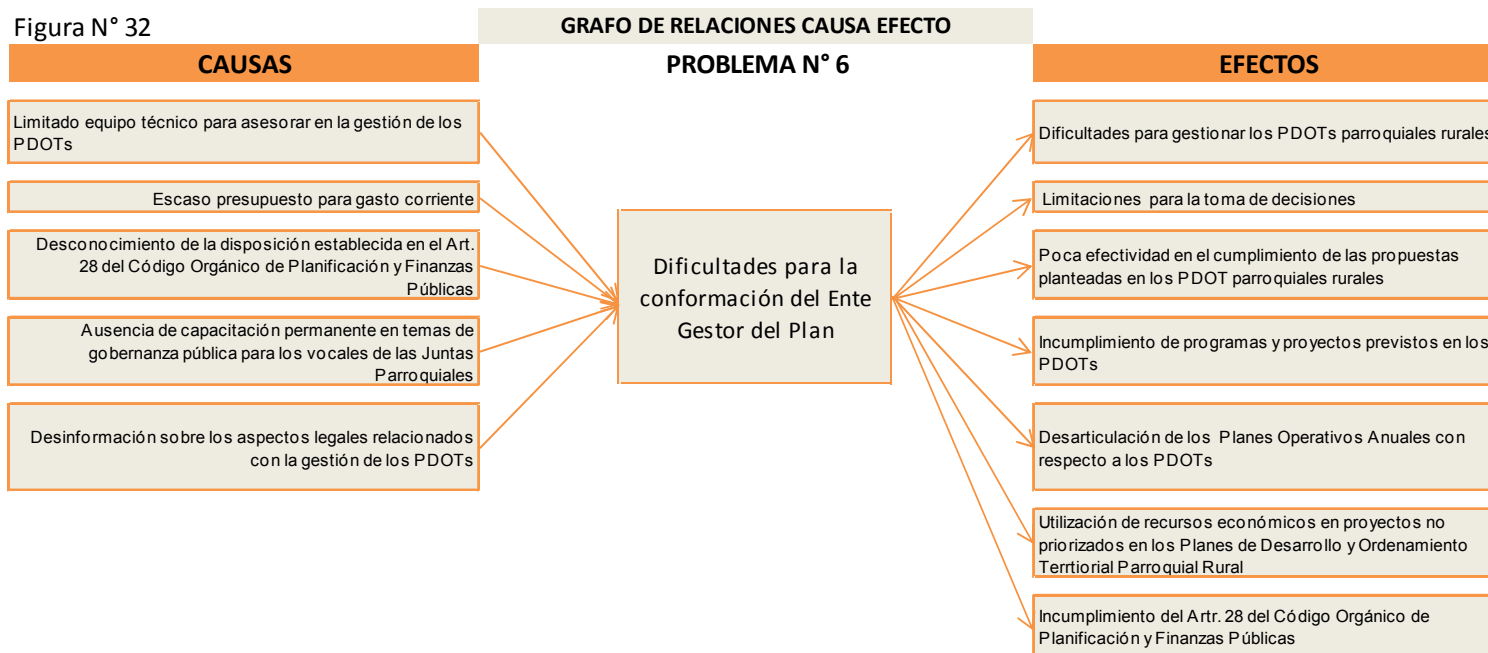 Figura N° 32
GRAFO DE RELACIONES CAUSA EFECTO
CAUSAS
PROBLEMA N° 6
EFECTOS
Limitado equipo técnico para asesorar en la gestión de los
PDOTs
Escaso presupuesto para gasto corriente
Desconocimiento de la disposición establecida en el Art.
28 del Código Orgánico de Planificación y Finanzas
Públicas
Ausencia de capacitación permanente en temas de
gobernanza pública para los vocales de las Juntas
Parroquiales
Desinformación sobre los aspectos legales relacionados
con la gestión de los PDOTs
Dificultades para la
conformación del Ente
Gestor del Plan
Dificultades para gestionar los PDOTs parroquiales rurales
Limitaciones para la toma de decisiones
Poca efectividad en el cumplimiento de las propuestas
planteadas en los PDOT parroquiales rurales
Incumplimiento de programas y proyectos previstos en los
PDOTs
Desarticulación de los Planes Operativos Anuales con
respecto a los PDOTs
Utilización de recursos económicos en proyectos no
priorizados en los Planes de Desarrollo y Ordenamiento
Terrtiorial Parroquial Rural
Incumplimiento del Artr. 28 del Código Orgánico de
Planificación y Finanzas Públicas